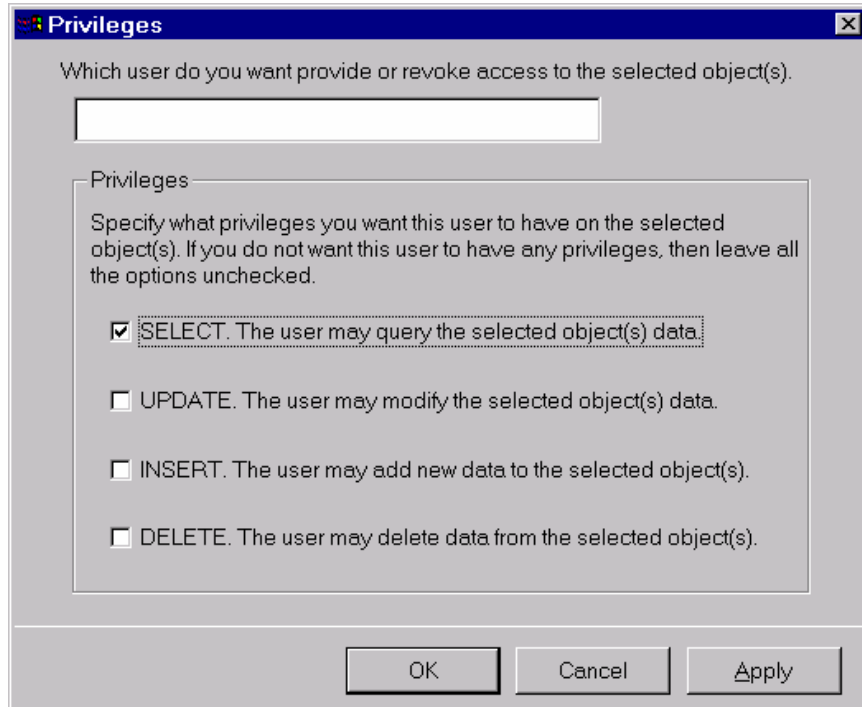 Privileges
Which user do you want provide or revoke access to the selected object(s).
Privileges
Specify what privileges you want this user to have on the selected
object(s). If you do not want this user to have any privileges, then leave all
the options unchecked.
SELECT. The user may query the selected object(s) data.
UPDATE. The user may modify the selected object(s) data.
INSERT. The user may add new data to the selected object(s).
DELETE. The user may delete data from the selected object(s).
OK Cancel Apply